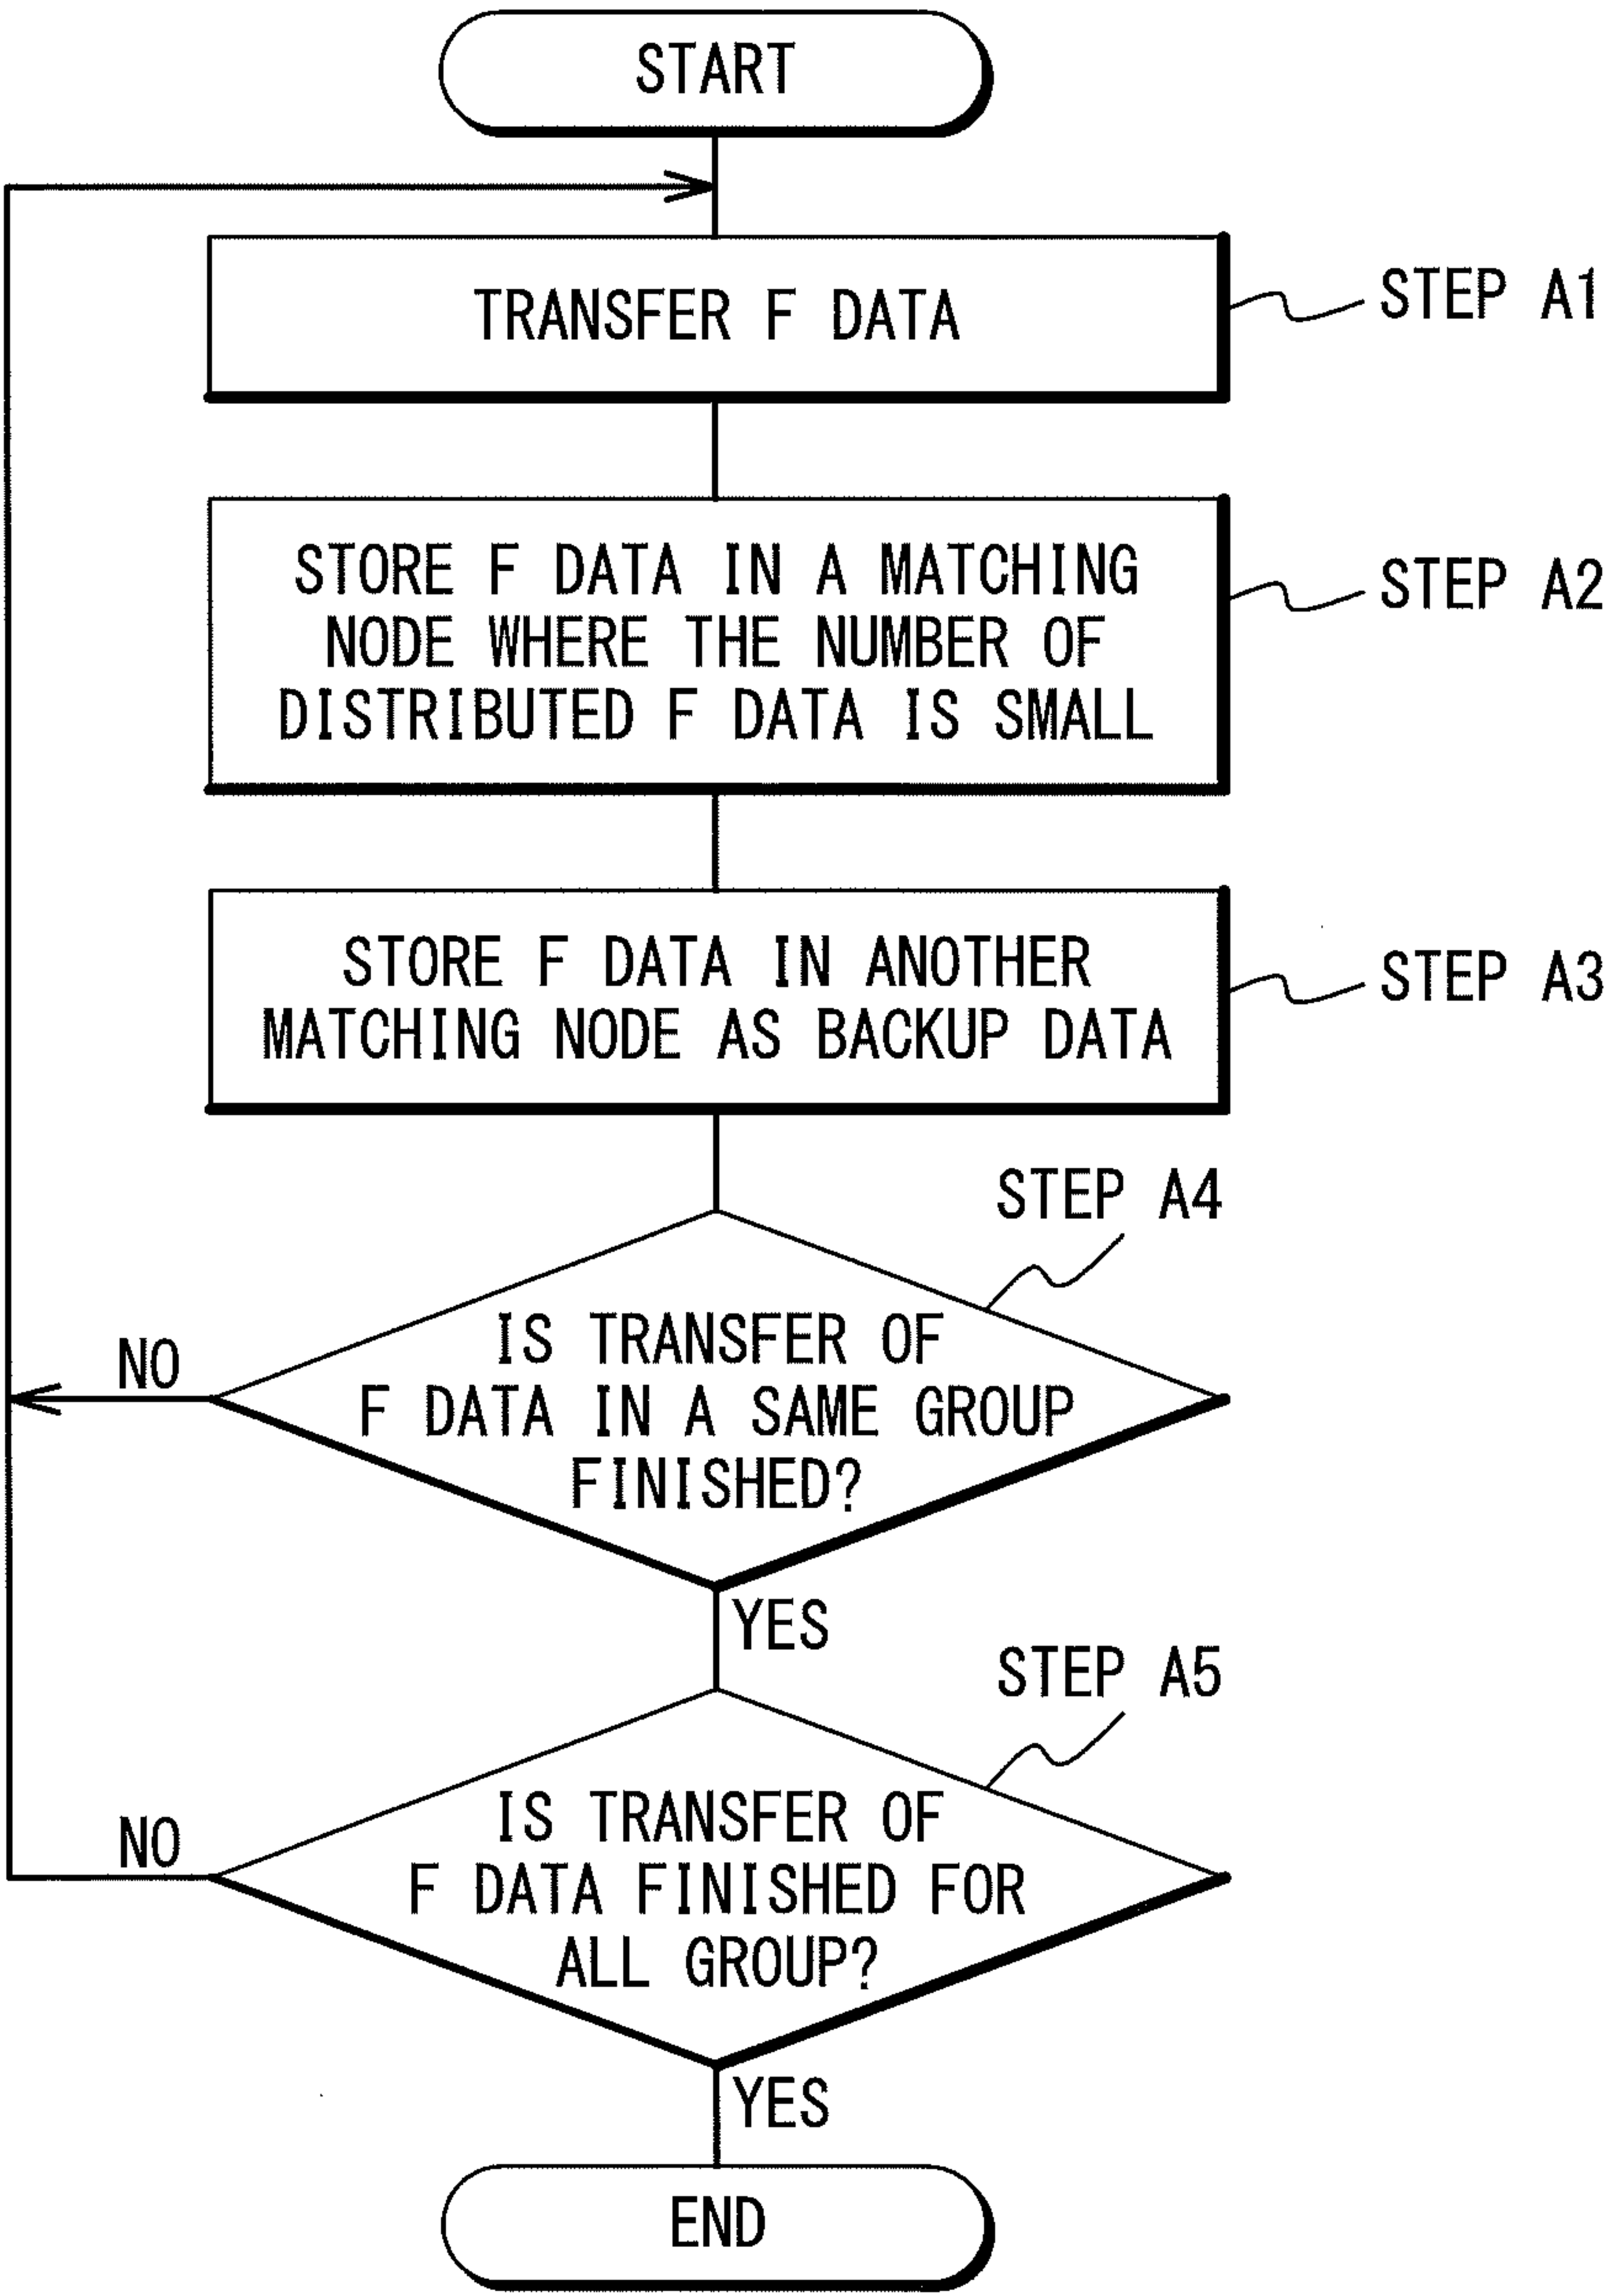 START
TRANSFER F DATA
STEP A1
STORE F DATA IN A MATCHING
NODE WHERE THE NUMBER OF
DISTRIBUTED F DATA IS SMALL
STEP A2
STORE F DATA IN ANOTHER
MATCHING NODE AS BACKUP DATA
STEP A3
STEP A4
IS TRANSFER OF
F DATA IN A SAME GROUP
FINISHED?
NO
YES
STEP A5
IS TRANSFER OF
F DATA FINISHED FOR
ALL GROUP?
NO
YES
END